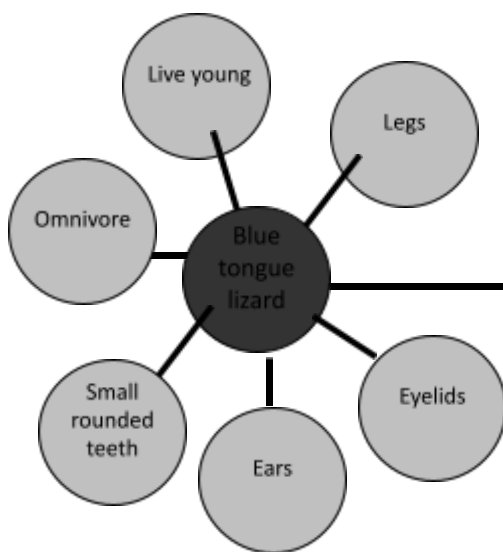 Live young
Legs
Omnivore
Blue
tongue
lizard
Small
rounded
teeth
Eyelids
Ears